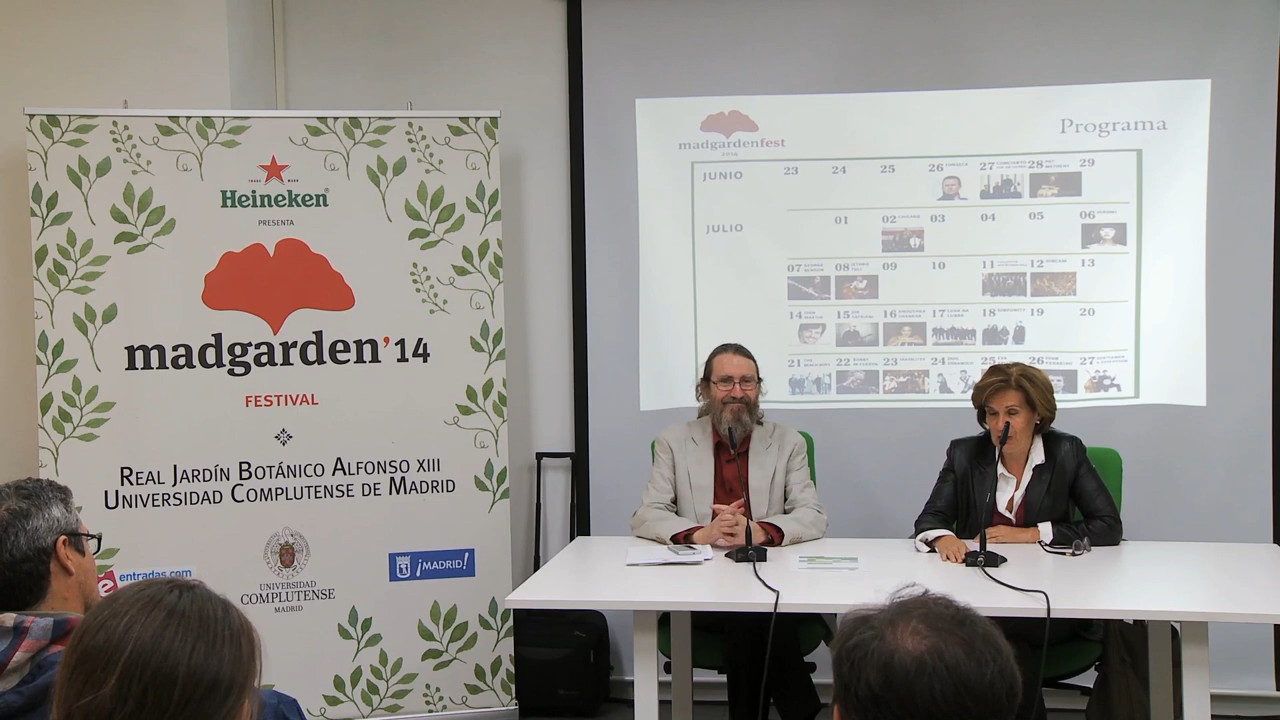 Heineken
PRESENTA
madgarden'14
FESTIVAL
REAL JARDÍN BOTÁNICO ALFONSO XIII
UNIVERSIDAD COMPLUTENSE DE MADRID
e entradas.com
UNIVERSIDAD
COMPLUTENSE
MADRID
¡MADRID!
madgardenfest
Programa
JUNIO 23 24 25 26 27 28 29
JULIO 01 02 03 04 05 06
07 08 09 10 11 12 13
14 15 16 17 18 19 20
21 22 23 24 25 26 27